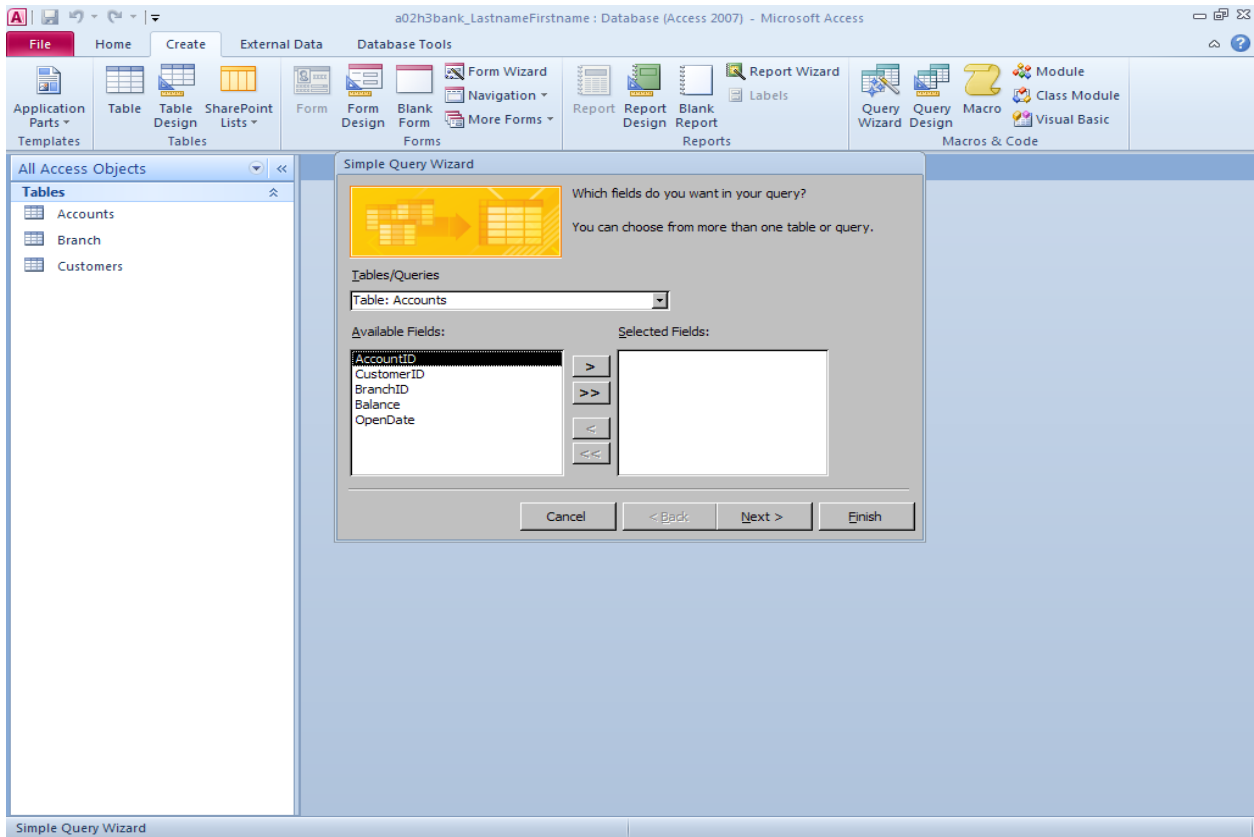 A
a02h3bank_LastnameFirstname : Database (Access 2007) - Microsoft Access
File Home Create External Data Database Tools
Application Parts
Table
Table Design
SharePoint Lists
Form
Form Design
Blank Form
Form Wizard
Navigation
More Forms
Report
Report Design
Blank Report
Report Wizard
Labels
Query Wizard
Query Design
Macro
Module
Class Module
Visual Basic
Templates Tables Forms Reports Macros & Code
All Access Objects
Tables
Accounts
Branch
Customers
Simple Query Wizard
Which fields do you want in your query?
You can choose from more than one table or query.
Tables/Queries
Table: Accounts
Available Fields: Selected Fields:
AccountID
CustomerID
BranchID
Balance
OpenDate
>
>>
<
<<
Cancel < Back Next > Finish
Simple Query Wizard